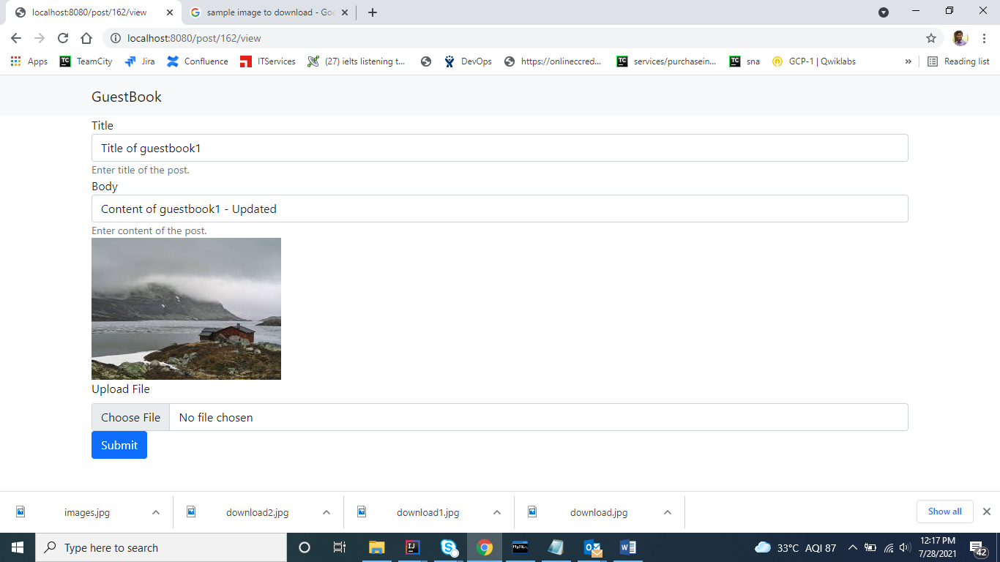 localhost:8080/post/162/view
sample image to download - Goo
localhost:8080/post/162/view
Apps TeamCity Jira Confluence ITServices (27) ielts listening t... DevOps https://onlineccred... services/purchasein... sna GCP-1 | Qwiklabs » Reading list
GuestBook
Title
Title of guestbook1
Enter title of the post.
Body
Content of guestbook1 - Updated
Enter content of the post.
Upload File
Choose File No file chosen
Submit
images.jpg download2.jpg download1.jpg download.jpg Show all
Type here to search 33°C AQI 87 12:17 PM
7/28/2021 42